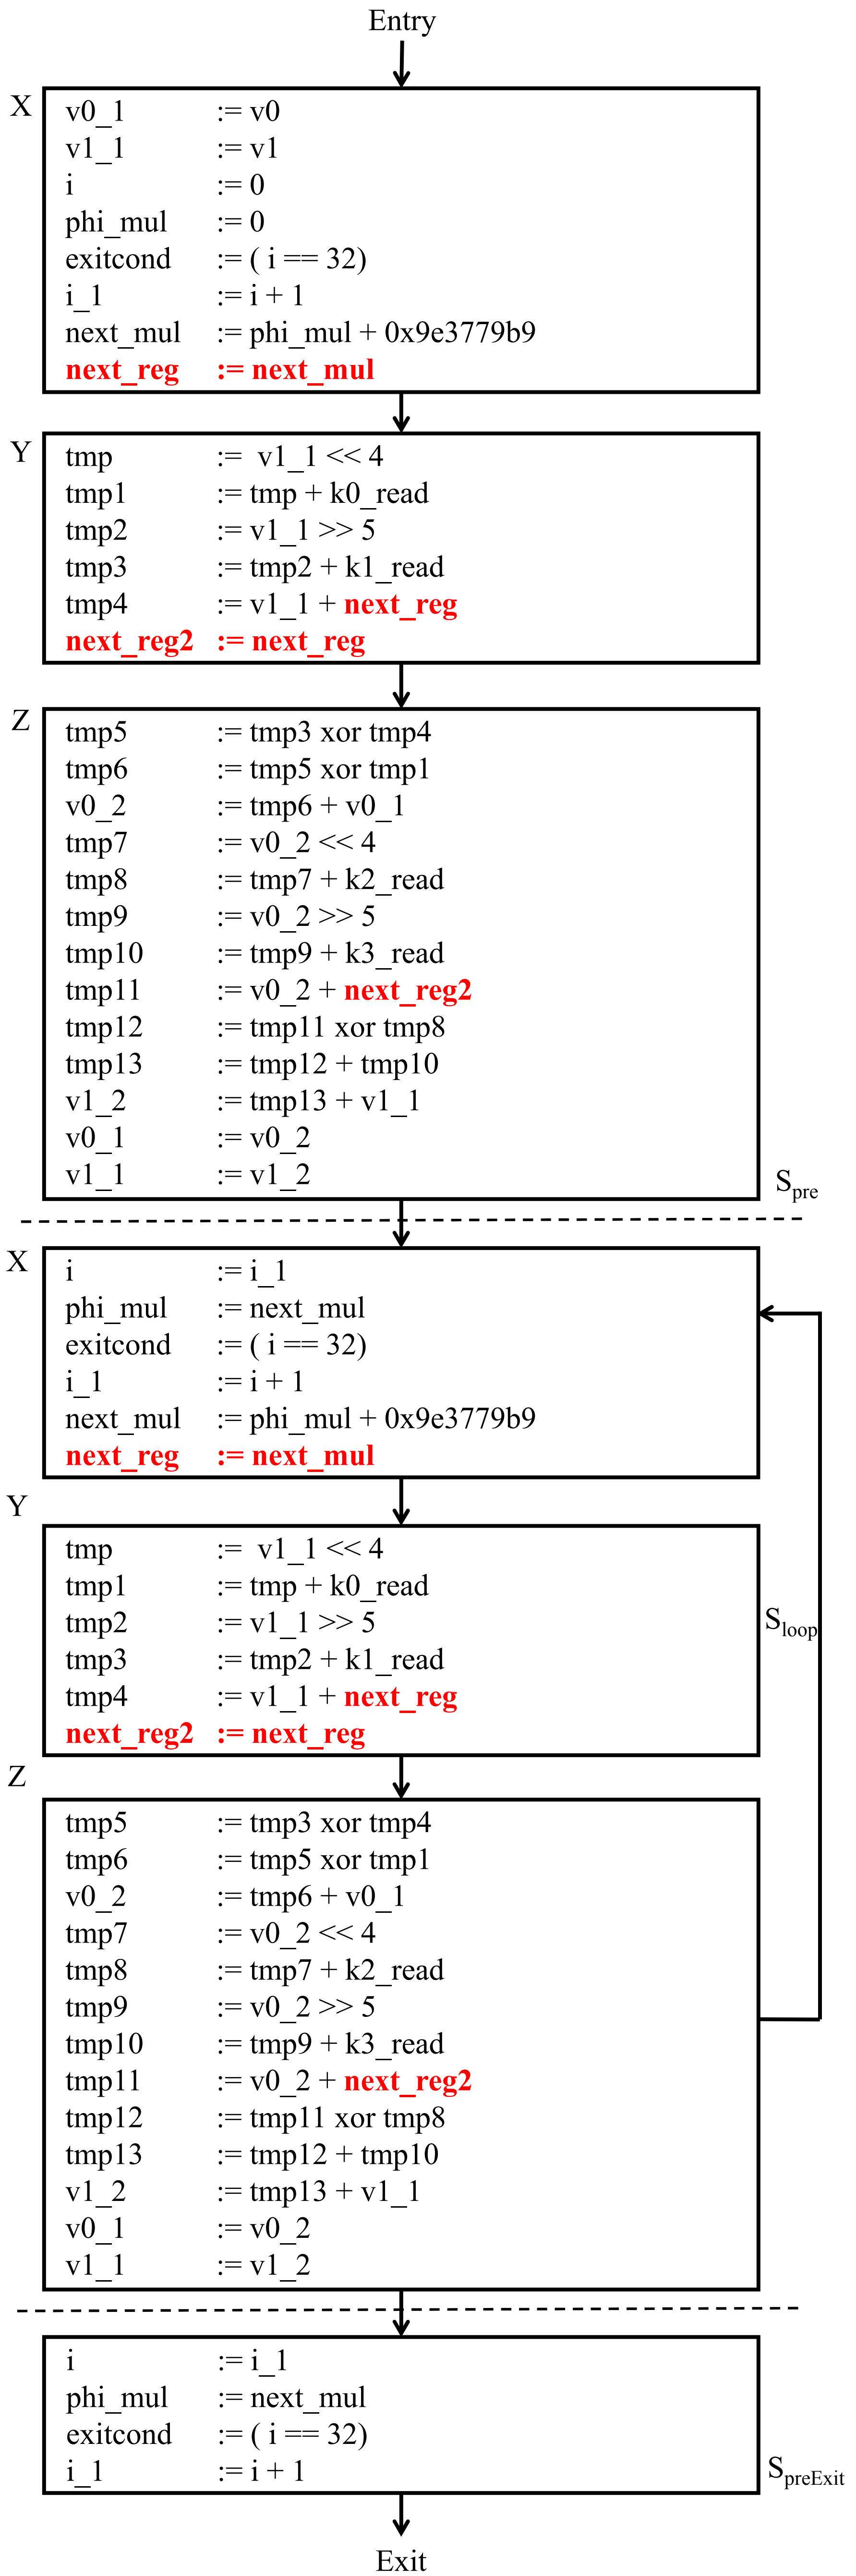 Entry
X
v0_1 := v0
v1_1 := v1
i := 0
phi_mul := 0
exitcond := ( i == 32)
i_1 := i + 1
next_mul := phi_mul + 0x9e3779b9
next_reg := next_mul
Y
tmp := v1_1 << 4
tmp1 := tmp + k0_read
tmp2 := v1_1 >> 5
tmp3 := tmp2 + k1_read
tmp4 := v1_1 + next_reg
next_reg2 := next_reg
Z
tmp5 := tmp3 xor tmp4
tmp6 := tmp5 xor tmp1
v0_2 := tmp6 + v0_1
tmp7 := v0_2 << 4
tmp8 := tmp7 + k2_read
tmp9 := v0_2 >> 5
tmp10 := tmp9 + k3_read
tmp11 := v0_2 + next_reg2
tmp12 := tmp11 xor tmp8
tmp13 := tmp12 + tmp10
v1_2 := tmp13 + v1_1
v0_1 := v0_2
v1_1 := v1_2
Spre
X
i := i_1
phi_mul := next_mul
exitcond := ( i == 32)
i_1 := i + 1
next_mul := phi_mul + 0x9e3779b9
next_reg := next_mul
Y
tmp := v1_1 << 4
tmp1 := tmp + k0_read
tmp2 := v1_1 >> 5
tmp3 := tmp2 + k1_read
tmp4 := v1_1 + next_reg
next_reg2 := next_reg
Sloop
Z
tmp5 := tmp3 xor tmp4
tmp6 := tmp5 xor tmp1
v0_2 := tmp6 + v0_1
tmp7 := v0_2 << 4
tmp8 := tmp7 + k2_read
tmp9 := v0_2 >> 5
tmp10 := tmp9 + k3_read
tmp11 := v0_2 + next_reg2
tmp12 := tmp11 xor tmp8
tmp13 := tmp12 + tmp10
v1_2 := tmp13 + v1_1
v0_1 := v0_2
v1_1 := v1_2
i := i_1
phi_mul := next_mul
exitcond := ( i == 32)
i_1 := i + 1
SpreExit
Exit